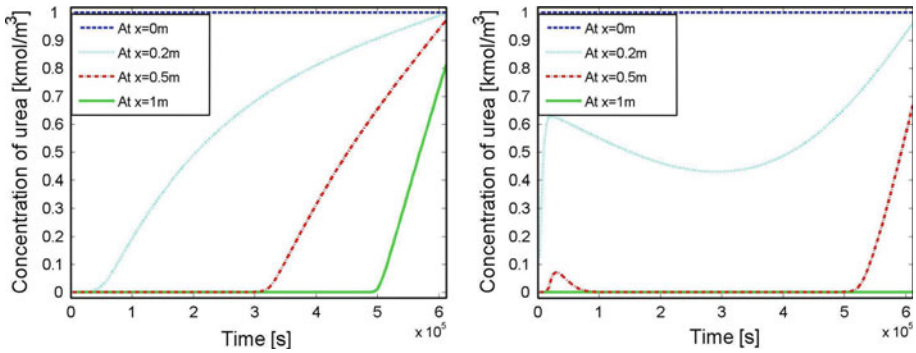 Concentration of urea [kmol/m³]
1
0.9
0.8
0.7
0.6
0.5
0.4
0.3
0.2
0.1
0
At x=0m
At x=0.2m
At x=0.5m
At x=1m
0 1 2 3 4 5 6
x 10⁵
Time [s]
Concentration of urea [kmol/m³]
1
0.9
0.8
0.7
0.6
0.5
0.4
0.3
0.2
0.1
0
At x=0m
At x=0.2m
At x=0.5m
At x=1m
0 1 2 3 4 5 6
x 10⁵
Time [s]